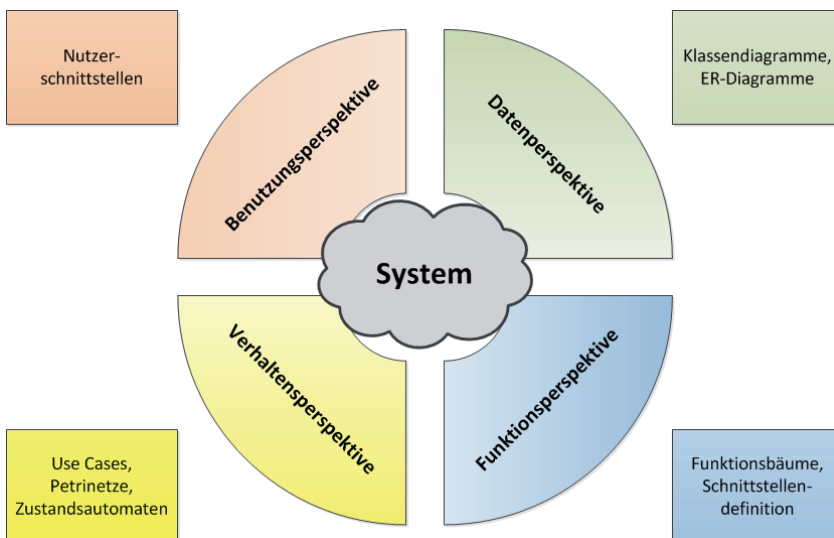 Nutzer-
schnittstellen
Klassendiagramme,
ER-Diagramme
Benutzungsperspektive
Datenperspektive
System
Verhaltensperspektive
Funktionsperspektive
Use Cases,
Petrinetze,
Zustandsautomaten
Funktionsbäume,
Schnittstellen-
definition